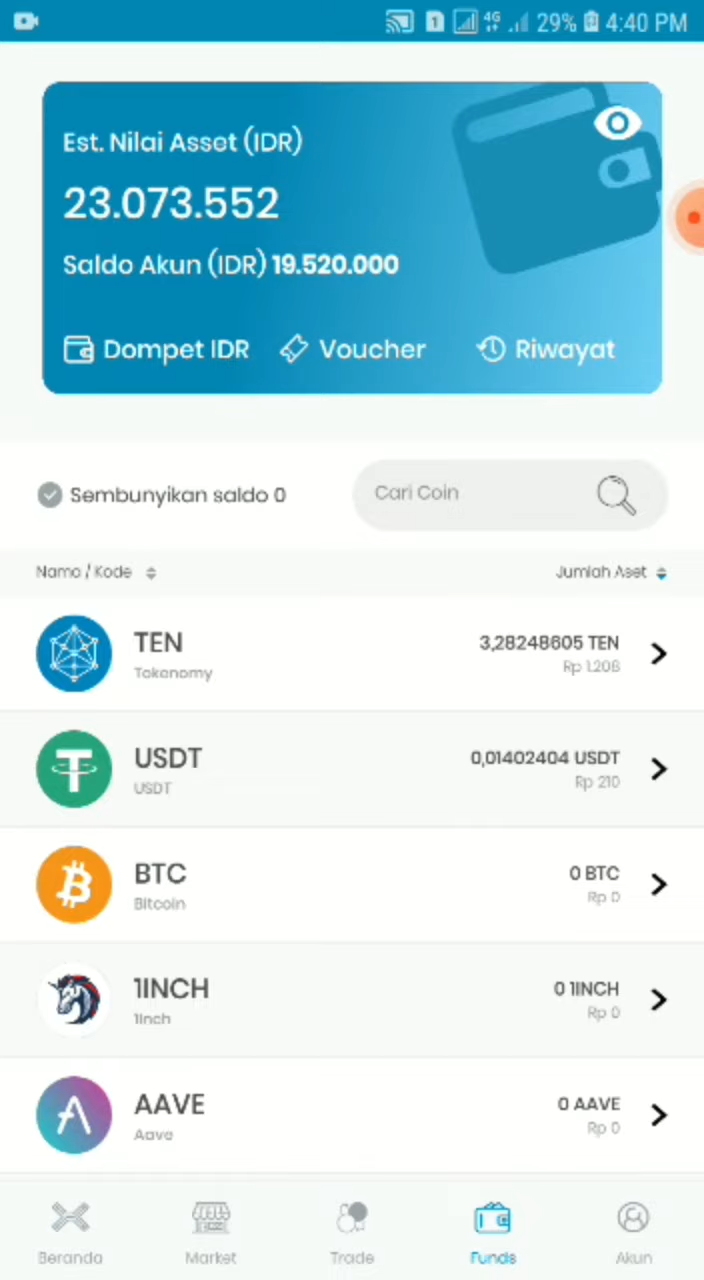 1 4G 29% 4:40 PM
Est. Nilai Asset (IDR)
23.073.552
Saldo Akun (IDR) 19.520.000
Dompet IDR Voucher Riwayat
Sembunyikan saldo 0 Cari Coin
Nama / Kode Jumlah Aset
TEN 3,28248605 TEN
Tokenomy Rp 1.208
USDT 0,01402404 USDT
USDT Rp 210
BTC 0 BTC
Bitcoin Rp 0
1INCH 0 1INCH
1Inch Rp 0
AAVE 0 AAVE
Aave Rp 0
Beranda Market Trade Funds Akun